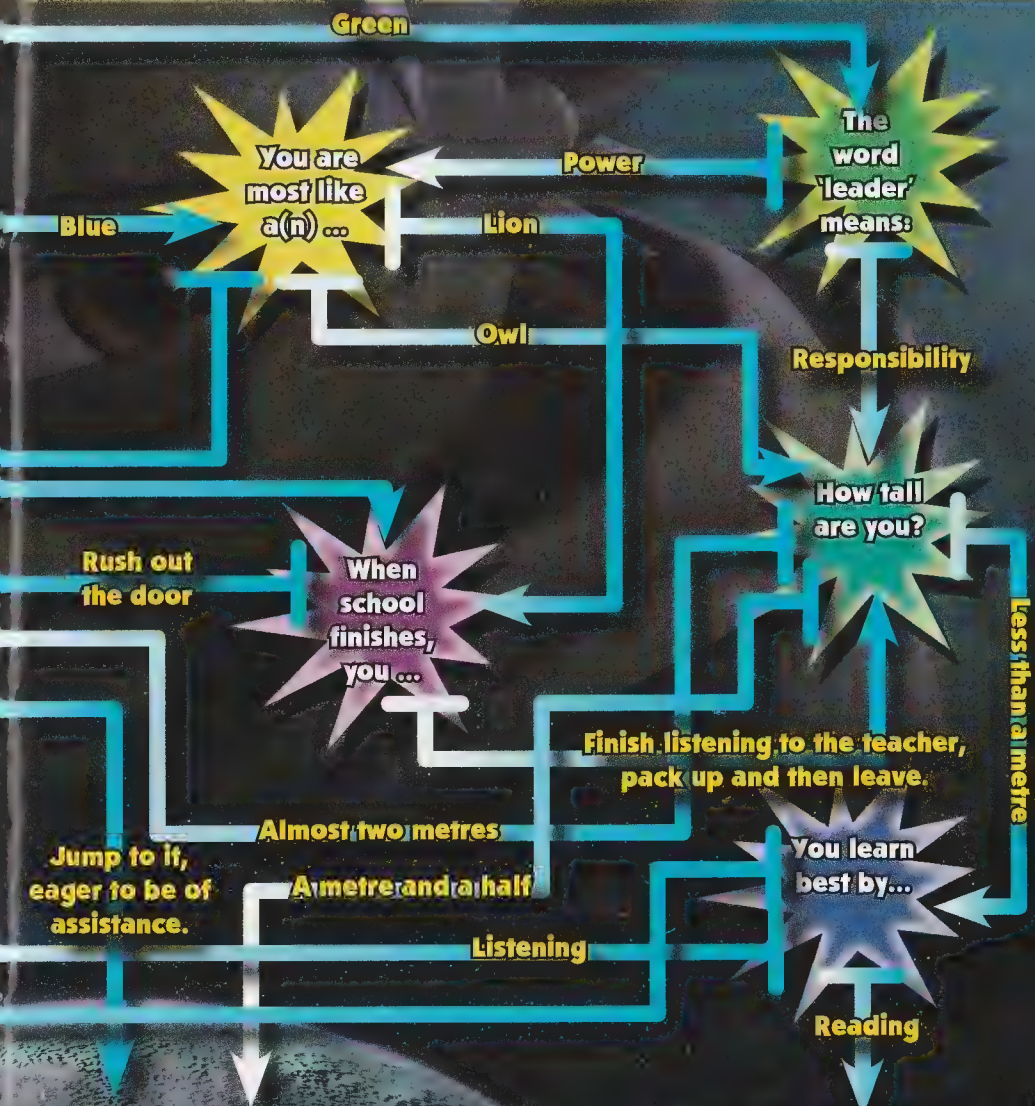 Green
The
word
'leader'
means:
You are
most like
a(n) ...
Power
Blue
Lion
Owl
Responsibility
How tall
are you?
Rush out
the door
When
school
finishes,
you ...
Less than a metre
Finish listening to the teacher,
pack up and then leave.
Almost two metres
You learn
best by...
Jump to it,
eager to be of
assistance.
A metre and a half
Listening
Reading